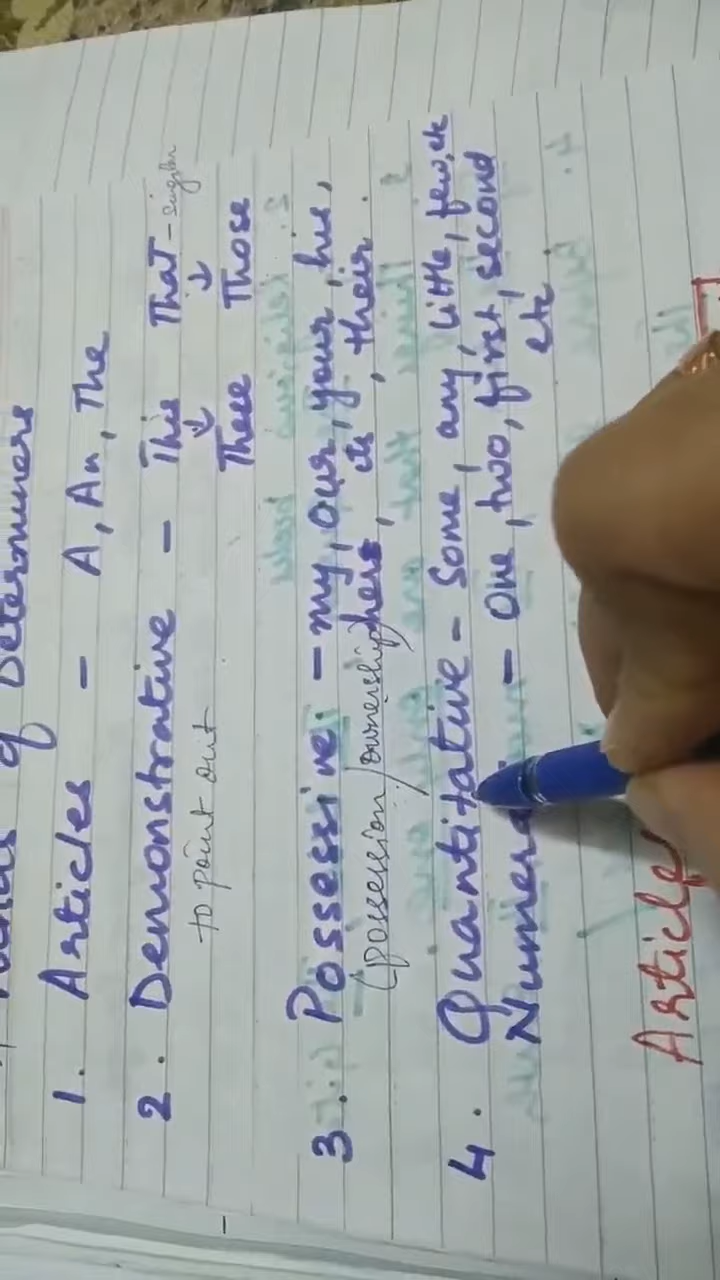 of Determiners
1. Articles - A, An, The
2. Demonstrative - This That - singular
to point out ↓ ↓
These Those
3. Possessive. - my, our, your, his,
(possession/ownership) hers, its, their.
4. Quantitative - Some, any, little, few, etc
Numera - One, two, first, second
etc
Article